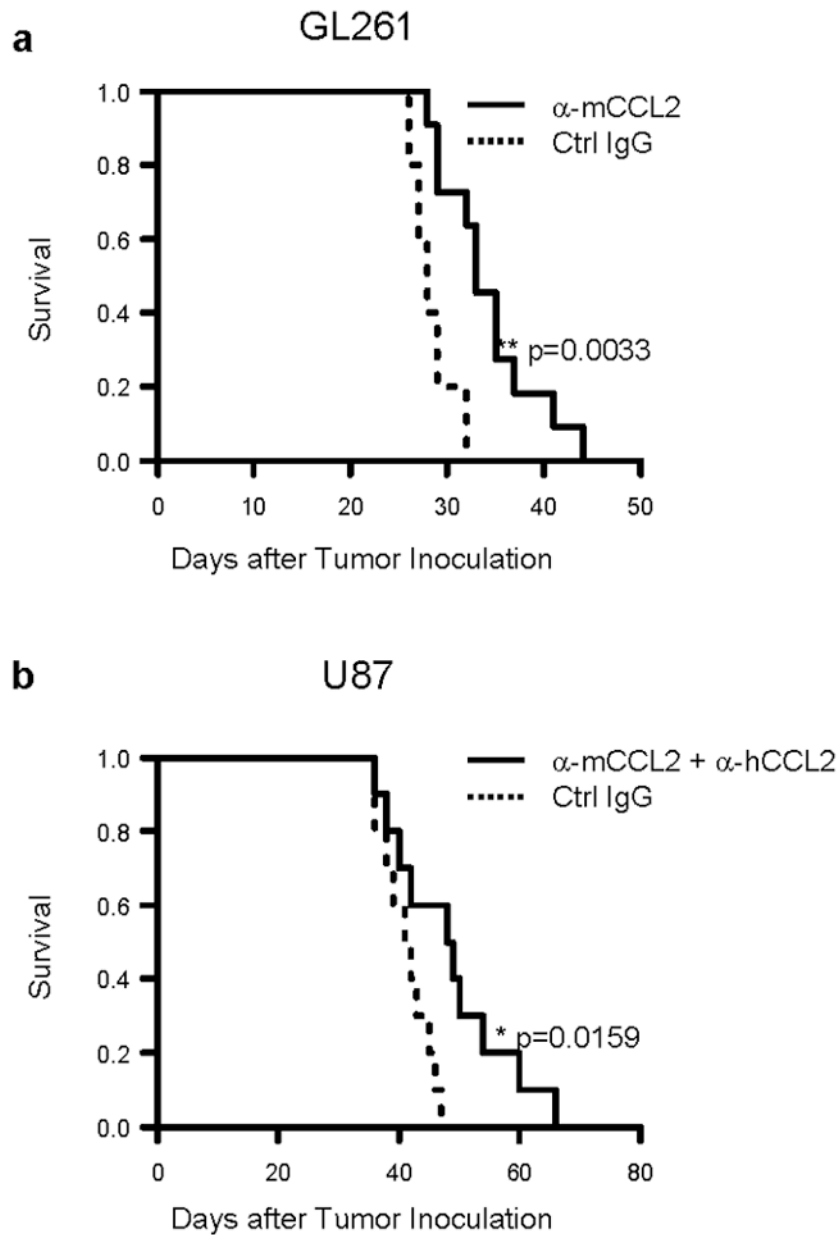 a
GL261
1.0
0.8
0.6
0.4
0.2
0.0
Survival
α-mCCL2
Ctrl IgG
** p=0.0033
0 10 20 30 40 50
Days after Tumor Inoculation
b
U87
1.0
0.8
0.6
0.4
0.2
0.0
Survival
α-mCCL2 + α-hCCL2
Ctrl IgG
* p=0.0159
0 20 40 60 80
Days after Tumor Inoculation